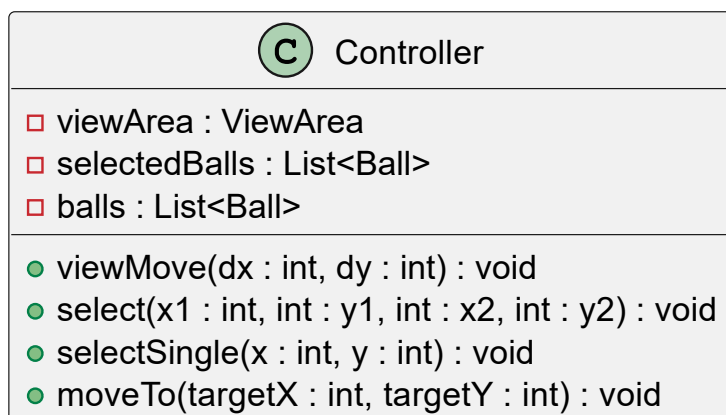 C Controller
viewArea : ViewArea
selectedBalls : List<Ball>
balls : List<Ball>
viewMove(dx : int, dy : int) : void
select(x1 : int, int : y1, int : x2, int : y2) : void
selectSingle(x : int, y : int) : void
moveTo(targetX : int, targetY : int) : void